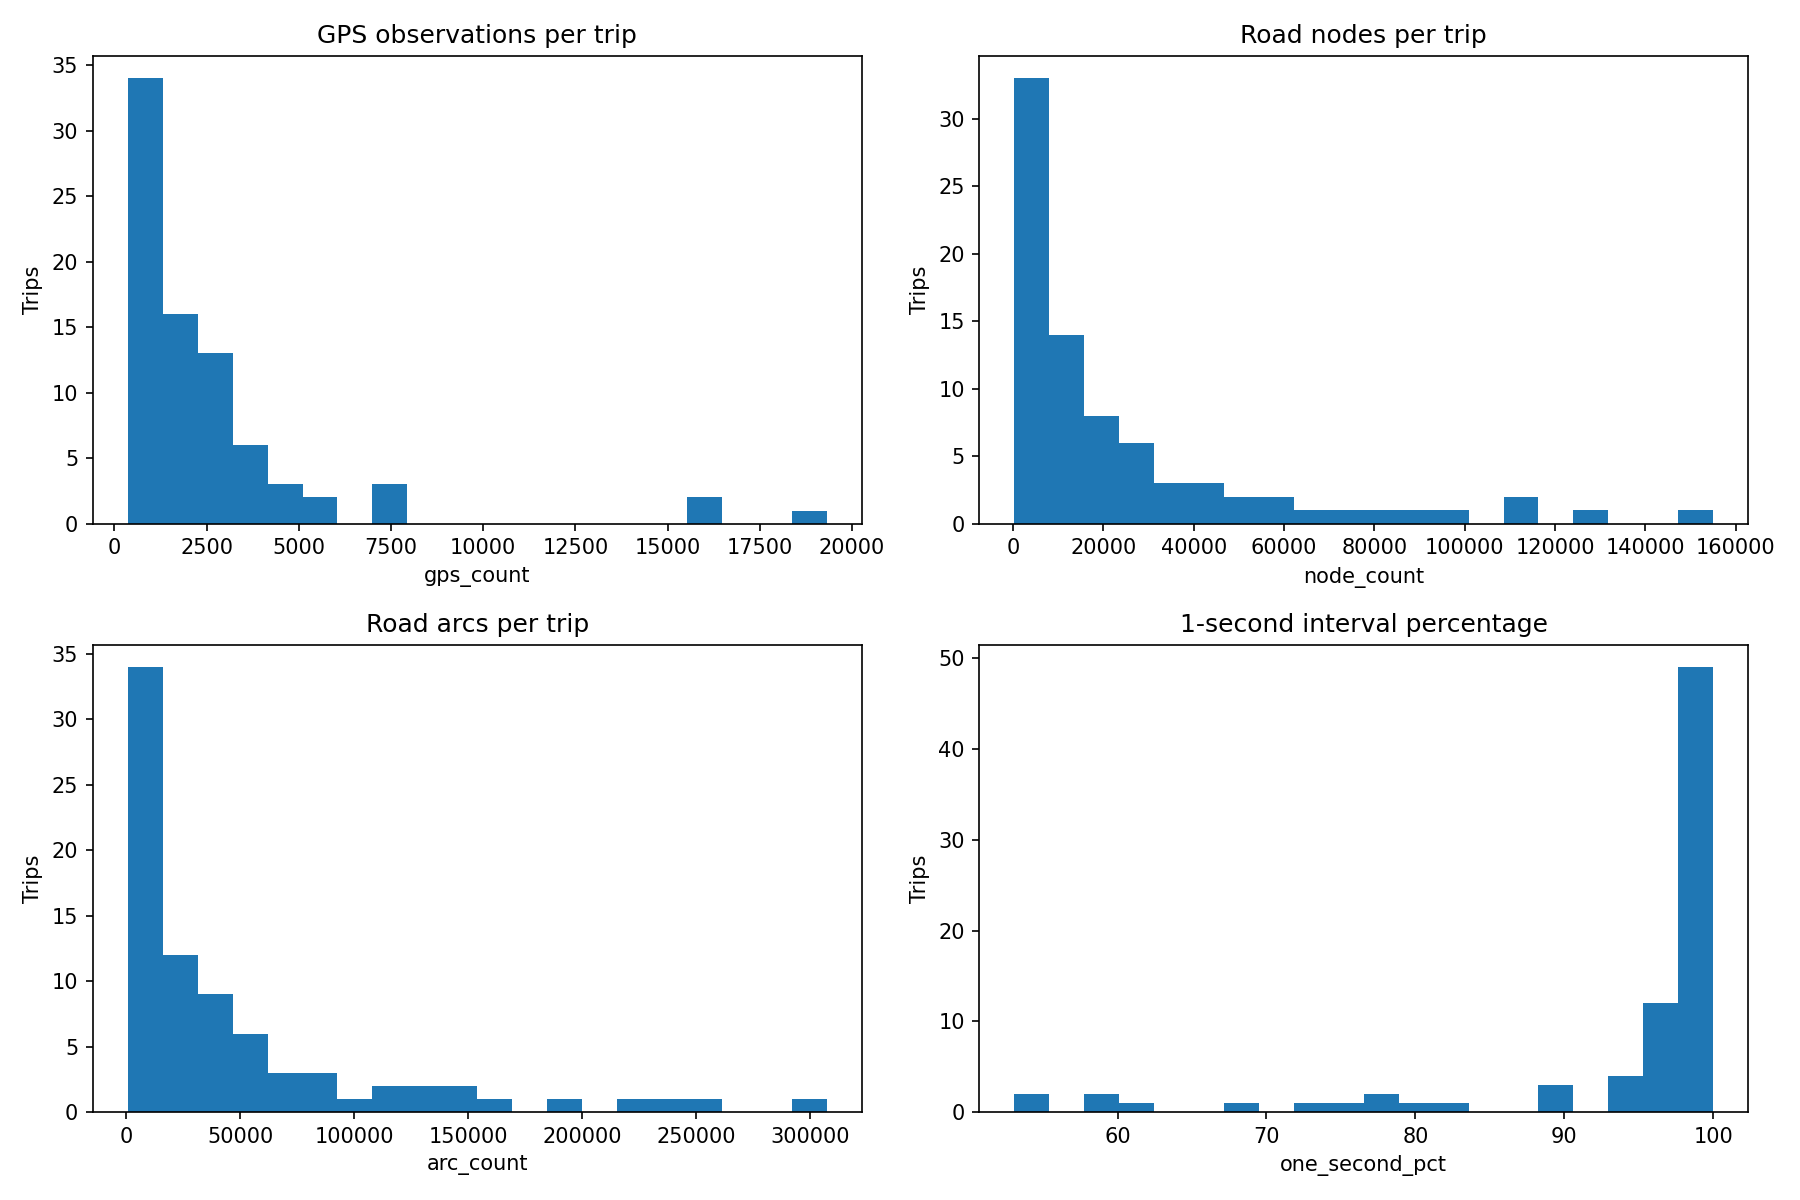 GPS observations per trip
35
30
25
20
15
10
5
0
Trips
0 2500 5000 7500 10000 12500 15000 17500 20000
gps_count
Road nodes per trip
30
25
20
15
10
5
0
Trips
0 20000 40000 60000 80000 100000 120000 140000 160000
node_count
Road arcs per trip
35
30
25
20
15
10
5
0
Trips
0 50000 100000 150000 200000 250000 300000
arc_count
1-second interval percentage
50
40
30
20
10
0
Trips
60 70 80 90 100
one_second_pct